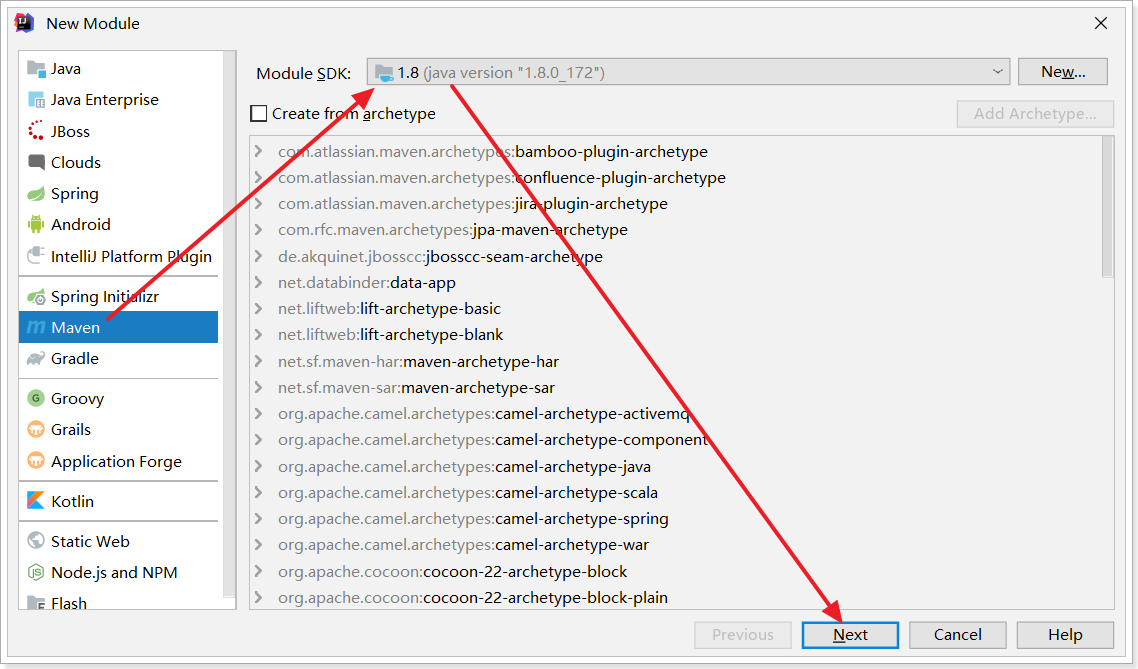 New Module
Java
Java Enterprise
JBoss
Clouds
Spring
Android
IntelliJ Platform Plugin
Spring Initializr
Maven
Gradle
Groovy
Grails
Application Forge
Kotlin
Static Web
Node.js and NPM
Flash
Module SDK: 1.8 (java version "1.8.0_172") New...
Create from archetype Add Archetype...
com.atlassian.maven.archetypes:bamboo-plugin-archetype
com.atlassian.maven.archetypes:confluence-plugin-archetype
com.atlassian.maven.archetypes:jira-plugin-archetype
com.rfc.maven.archetypes:jpa-maven-archetype
de.akquinet.jbosscc:jbosscc-seam-archetype
net.databinder:data-app
net.liftweb:lift-archetype-basic
net.liftweb:lift-archetype-blank
net.sf.maven-har:maven-archetype-har
net.sf.maven-sar:maven-archetype-sar
org.apache.camel.archetypes:camel-archetype-activemq
org.apache.camel.archetypes:camel-archetype-component
org.apache.camel.archetypes:camel-archetype-java
org.apache.camel.archetypes:camel-archetype-scala
org.apache.camel.archetypes:camel-archetype-spring
org.apache.camel.archetypes:camel-archetype-war
org.apache.cocoon:cocoon-22-archetype-block
org.apache.cocoon:cocoon-22-archetype-block-plain
Previous Next Cancel Help